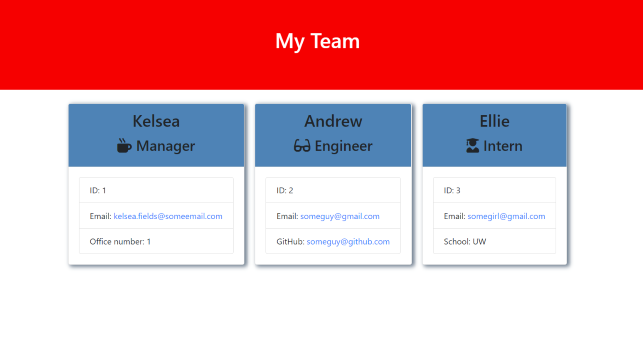 My Team
Kelsea
Manager
ID: 1
Email: kelsea.fields@someemail.com
Office number: 1
Andrew
Engineer
ID: 2
Email: someguy@gmail.com
GitHub: someguy@github.com
Ellie
Intern
ID: 3
Email: somegirl@gmail.com
School: UW